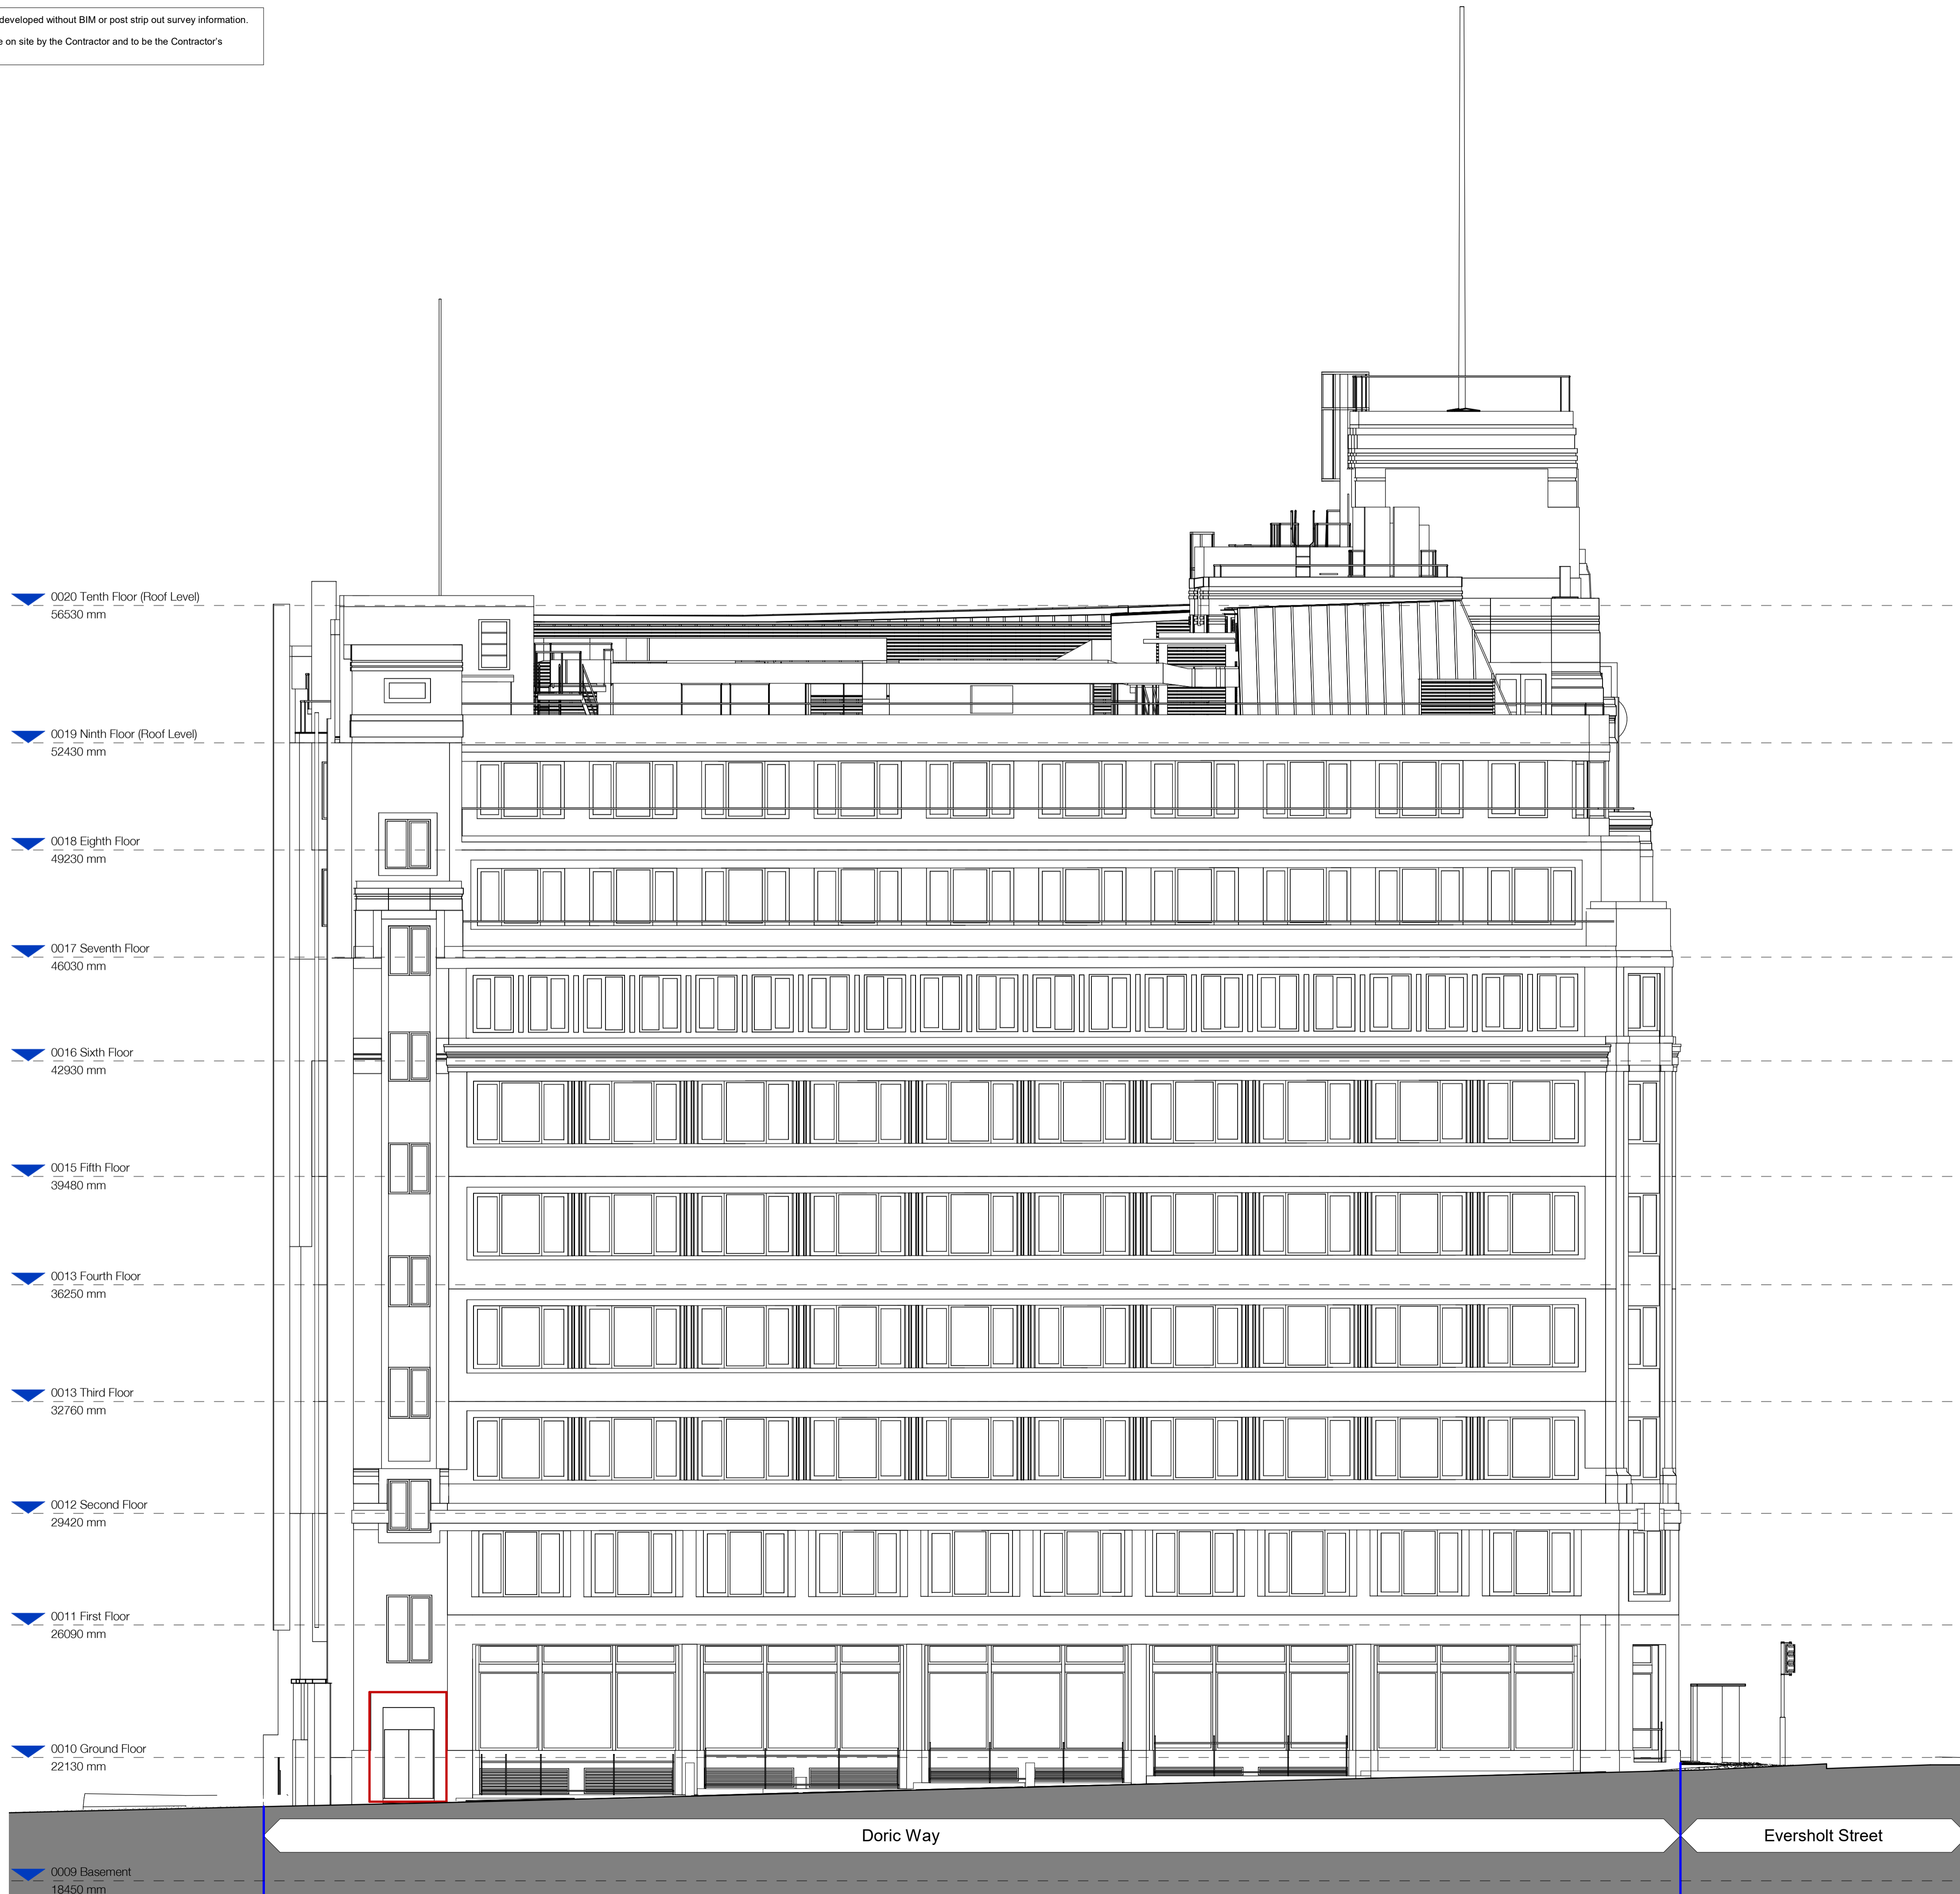 developed without BIM or post strip out survey information.
e on site by the Contractor and to be the Contractor's
0020 Tenth Floor (Roof Level)
56530 mm
0019 Ninth Floor (Roof Level)
52430 mm
0018 Eighth Floor
49230 mm
0017 Seventh Floor
46030 mm
0016 Sixth Floor
42930 mm
0015 Fifth Floor
39480 mm
0013 Fourth Floor
36250 mm
0013 Third Floor
32760 mm
0012 Second Floor
29420 mm
0011 First Floor
26090 mm
0010 Ground Floor
22130 mm
Doric Way
Eversholt Street
0009 Basement
18450 mm